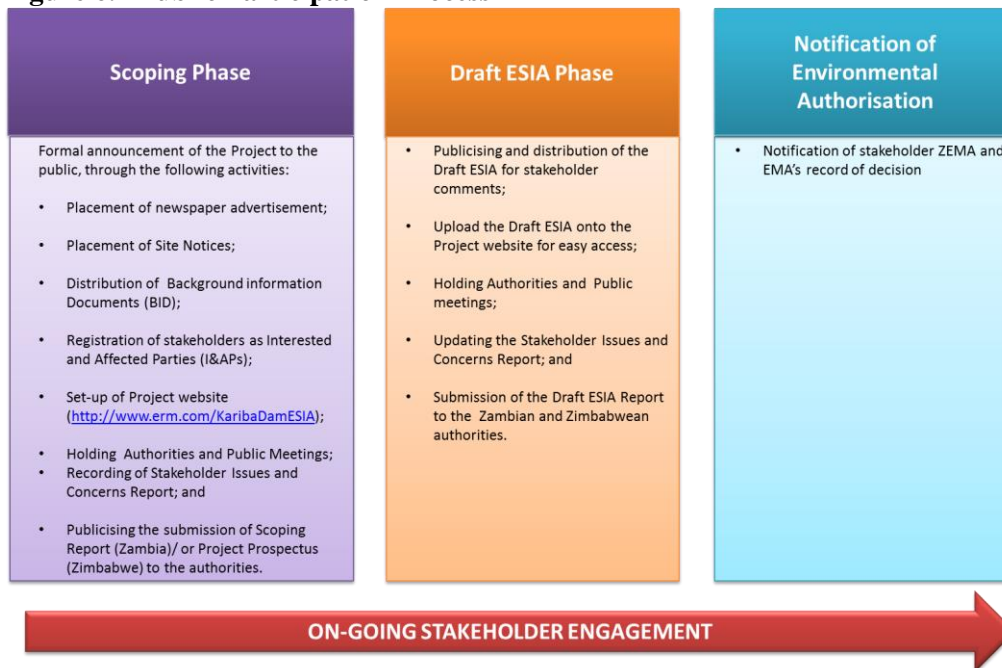 Scoping Phase
Formal announcement of the Project to the
public, through the following activities:
• Placement of newspaper advertisement;
• Placement of Site Notices;
• Distribution of Background information
Documents (BID);
• Registration of stakeholders as Interested
and Affected Parties (I&APs);
• Set-up of Project website
(http://www.erm.com/KaribaDamESIA);
• Holding Authorities and Public Meetings;
• Recording of Stakeholder Issues and
Concerns Report; and
• Publicising the submission of Scoping
Report (Zambia)/ or Project Prospectus
(Zimbabwe) to the authorities.
Draft ESIA Phase
• Publicising and distribution of the
Draft ESIA for stakeholder
comments;
• Upload the Draft ESIA onto the
Project website for easy access;
• Holding Authorities and Public
meetings;
• Updating the Stakeholder Issues and
Concerns Report; and
• Submission of the Draft ESIA Report
to the Zambian and Zimbabwean
authorities.
Notification of
Environmental
Authorisation
• Notification of stakeholder ZEMA and
EMA's record of decision
ON-GOING STAKEHOLDER ENGAGEMENT